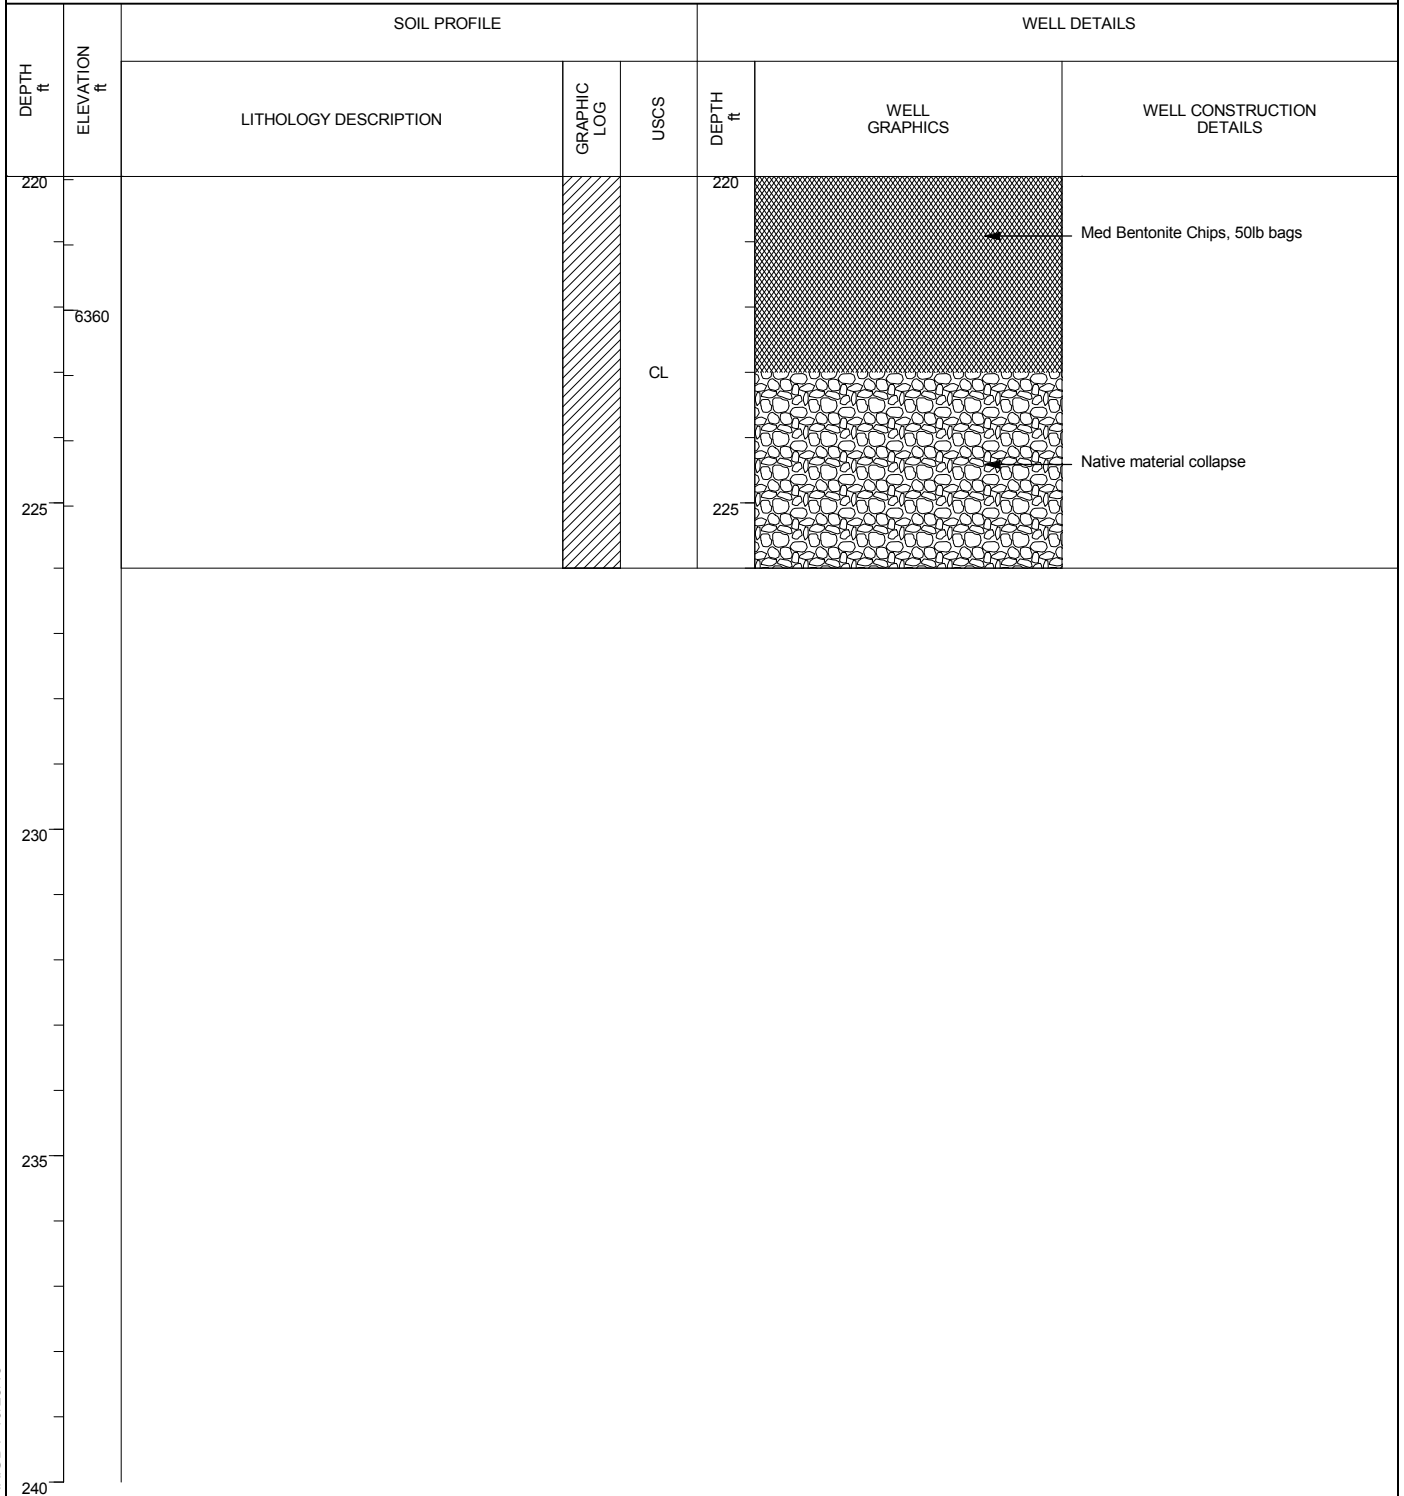 SOIL PROFILE
WELL DETAILS
DEPTH
ft
ELEVATION
ft
LITHOLOGY DESCRIPTION
GRAPHIC
LOG
USCS
DEPTH
ft
WELL
GRAPHICS
WELL CONSTRUCTION
DETAILS
220
220
Med Bentonite Chips, 50lb bags
6360
CL
Native material collapse
225
225
230
235
240